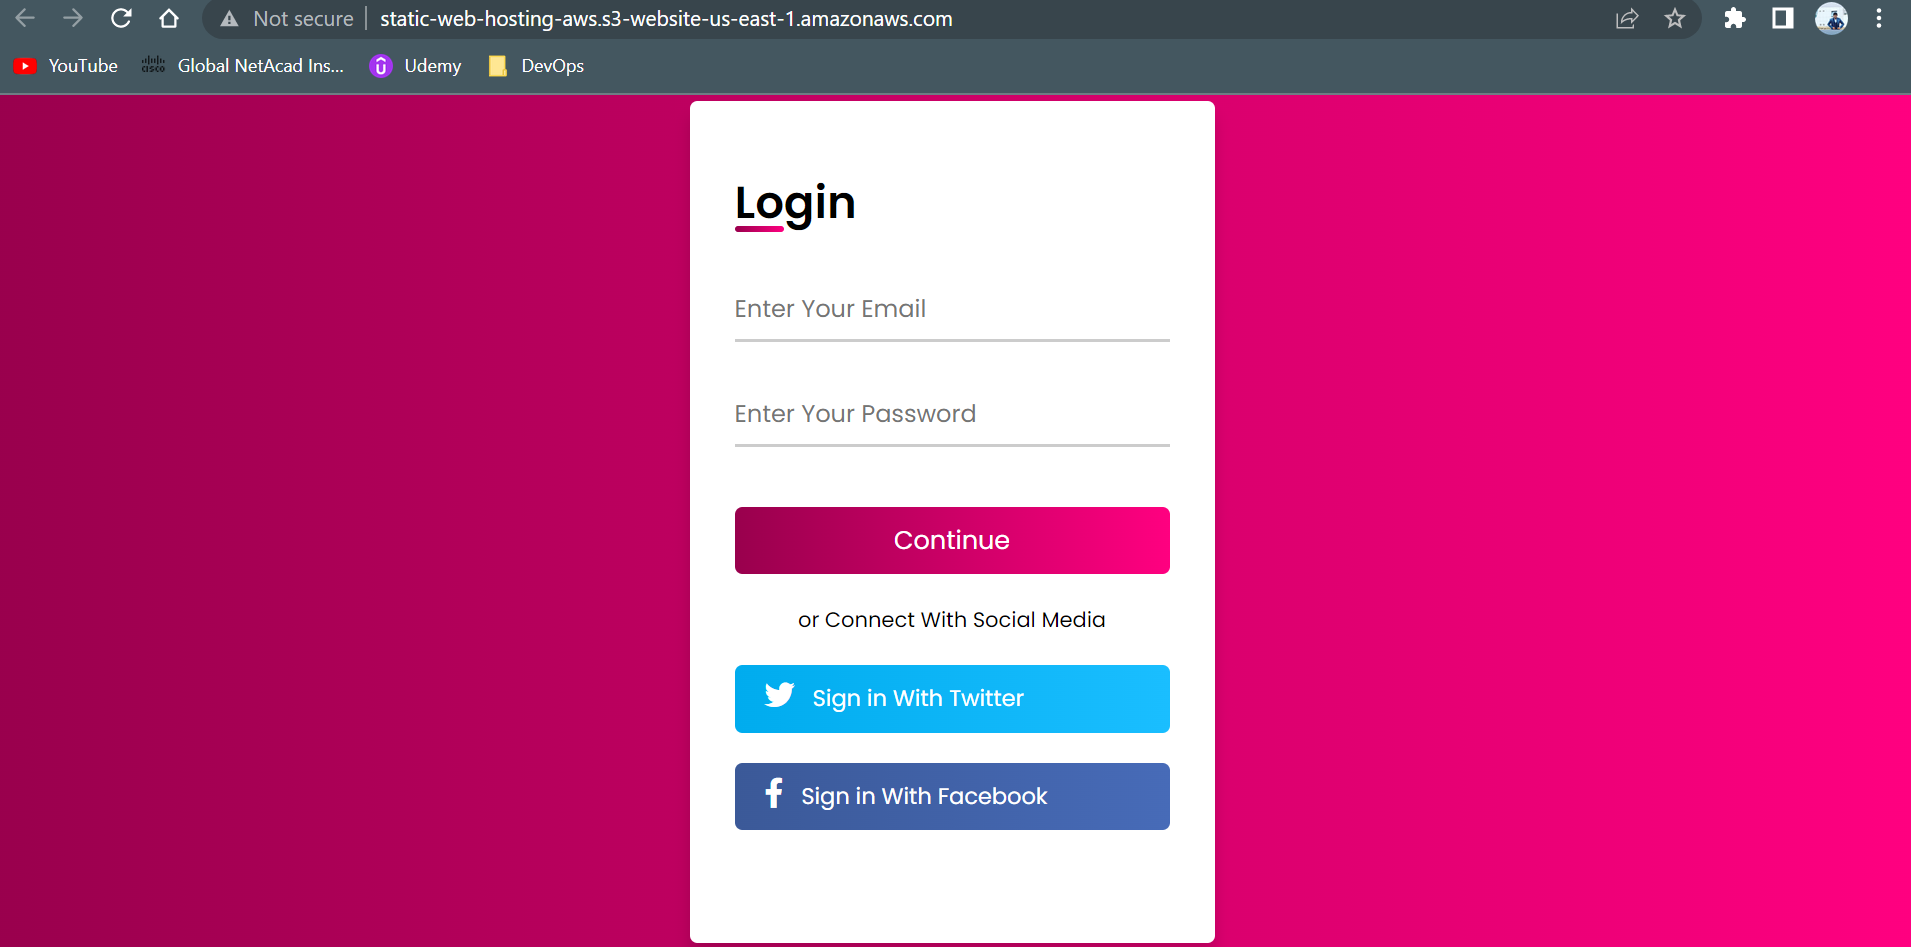 Not secure static-web-hosting-aws.s3-website-us-east-1.amazonaws.com
YouTube Global NetAcad Ins... Udemy DevOps
Login
Enter Your Email
Enter Your Password
Continue
or Connect With Social Media
Sign in With Twitter
Sign in With Facebook